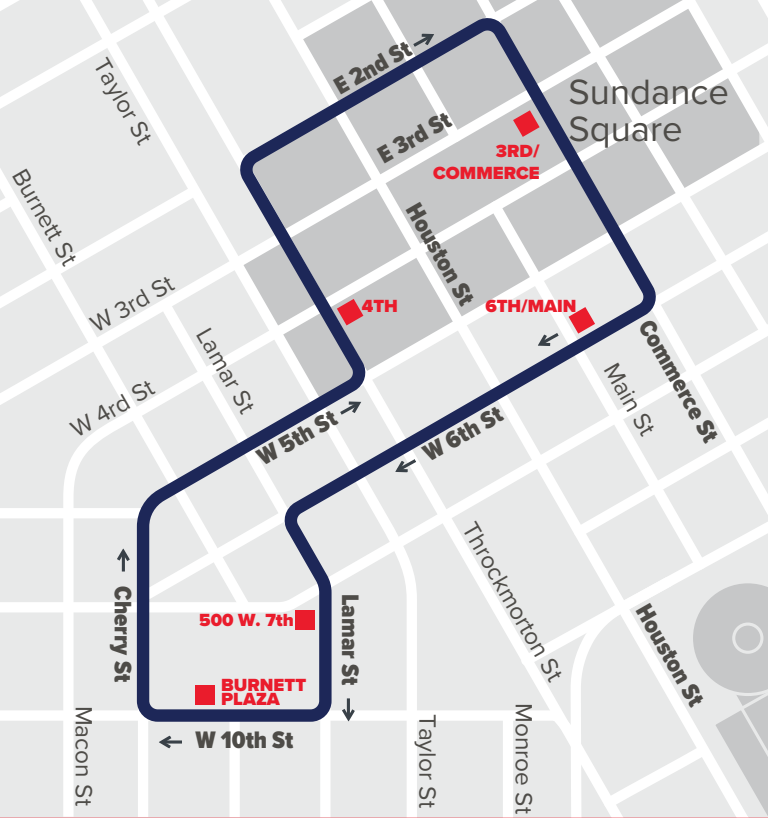 E 2nd St
Taylor St
Sundance
Square
E 3rd St
3RD/
COMMERCE
Burnett St
Houston St
W 3rd St
4TH
6TH/MAIN
Lamar St
Commerce St
Main St
W 4rd St
W 5th St
W 6th St
Throckmorton St
Cherry St
500 W. 7th
Lamar St
Houston St
BURNETT
PLAZA
W 10th St
Macon St
Taylor St
Monroe St